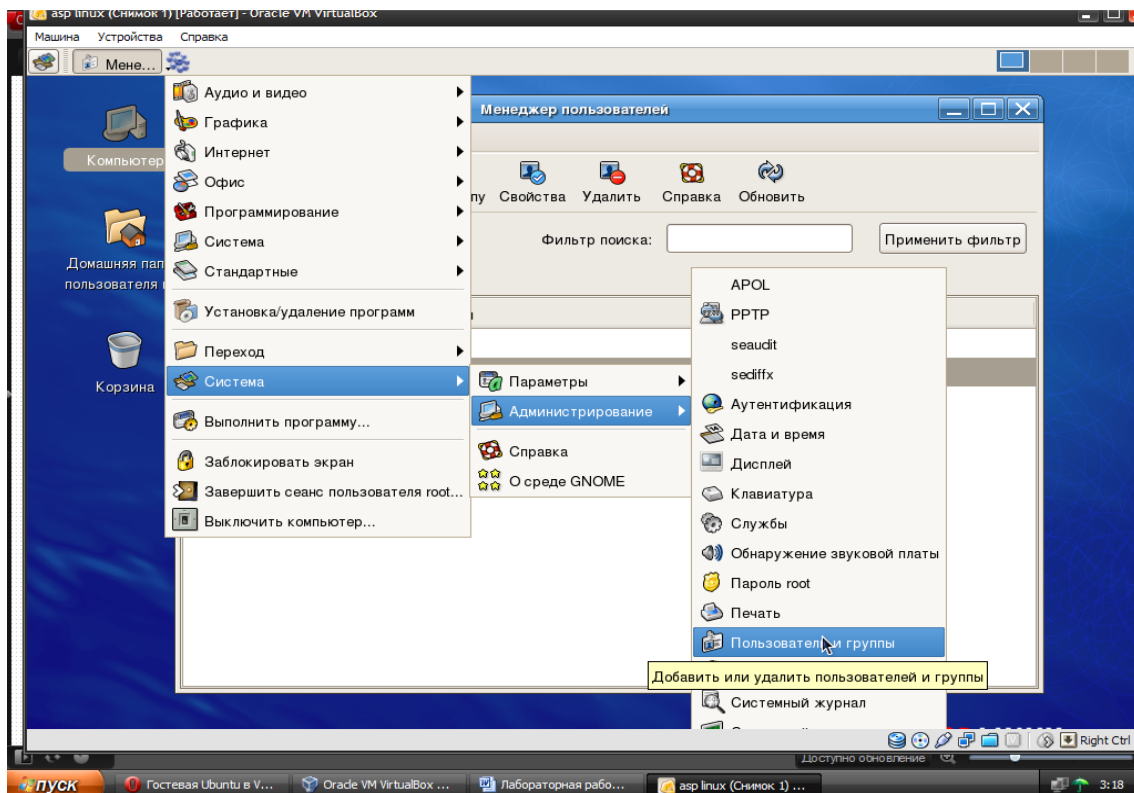 asp linux (Снимок 1) [Работает] - Oracle VM VirtualBox
Машина Устройства Справка
Мене...
Компьютер
Домашняя пап
пользователя
Корзина
Менеджер пользователей
пу Свойства Удалить Справка Обновить
Фильтр поиска: Применить фильтр
Аудио и видео
Графика
Интернет
Офис
Программирование
Система
Стандартные
Установка/удаление программ
Переход
Система
Выполнить программу...
Заблокировать экран
Завершить сеанс пользователя root...
Выключить компьютер...
Параметры
Администрирование
Справка
О среде GNOME
APOL
PPTP
seaudit
sediffx
Аутентификация
Дата и время
Дисплей
Клавиатура
Службы
Обнаружение звуковой платы
Пароль root
Печать
Пользователи и группы
Добавить или удалить пользователей и группы
Системный журнал
Right Ctrl
Доступно обновление
пуск
Гостевая Ubuntu в V...
Oracle VM VirtualBox ...
Лабораторная рабо...
asp linux (Снимок 1) ...
3:18